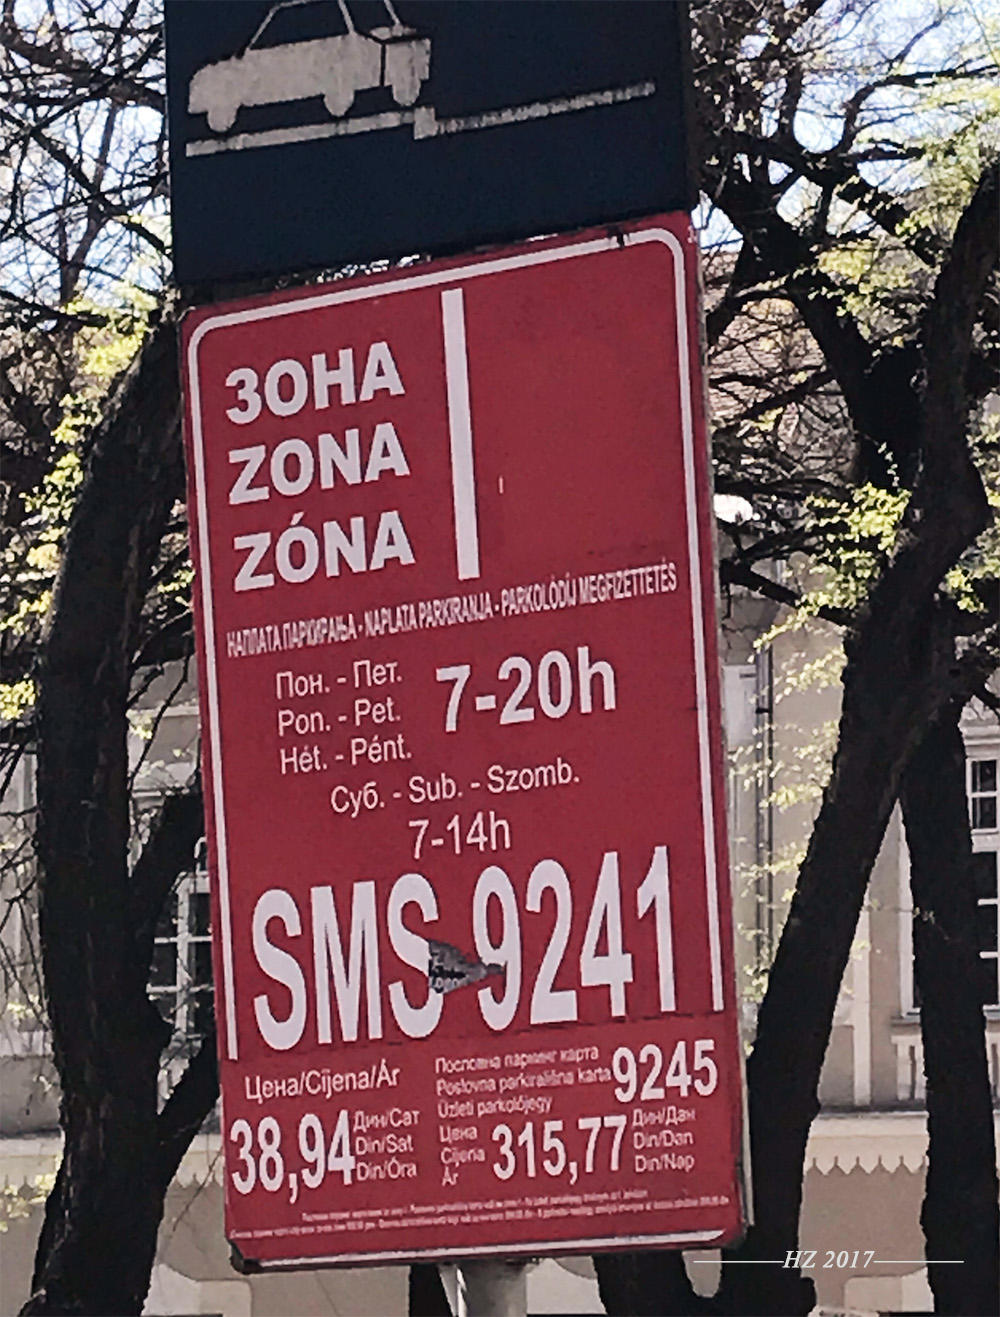 ЗОНА
ZONA
ZÓNA
I
НАПЛАТА ПАРКИРАЊА - NAPLATA PARKIRANJA - PARKOLÓDÍJ MEGFIZETTETÉS
Пон. - Пет.
Pon. - Pet.
Hét. - Pént.
7-20h
Суб. - Sub. - Szomb.
7-14h
SMS 9241
Цена/Cijena/Ár
38,94
Дин/Сат
Din/Sat
Din/Óra
Пословна паркинг карта
Poslovna parkirališna karta
Üzleti parkolójegy
9245
Цена
Cijena
Ár
315,77
Дин/Дан
Din/Dan
Din/Nap
HZ 2017